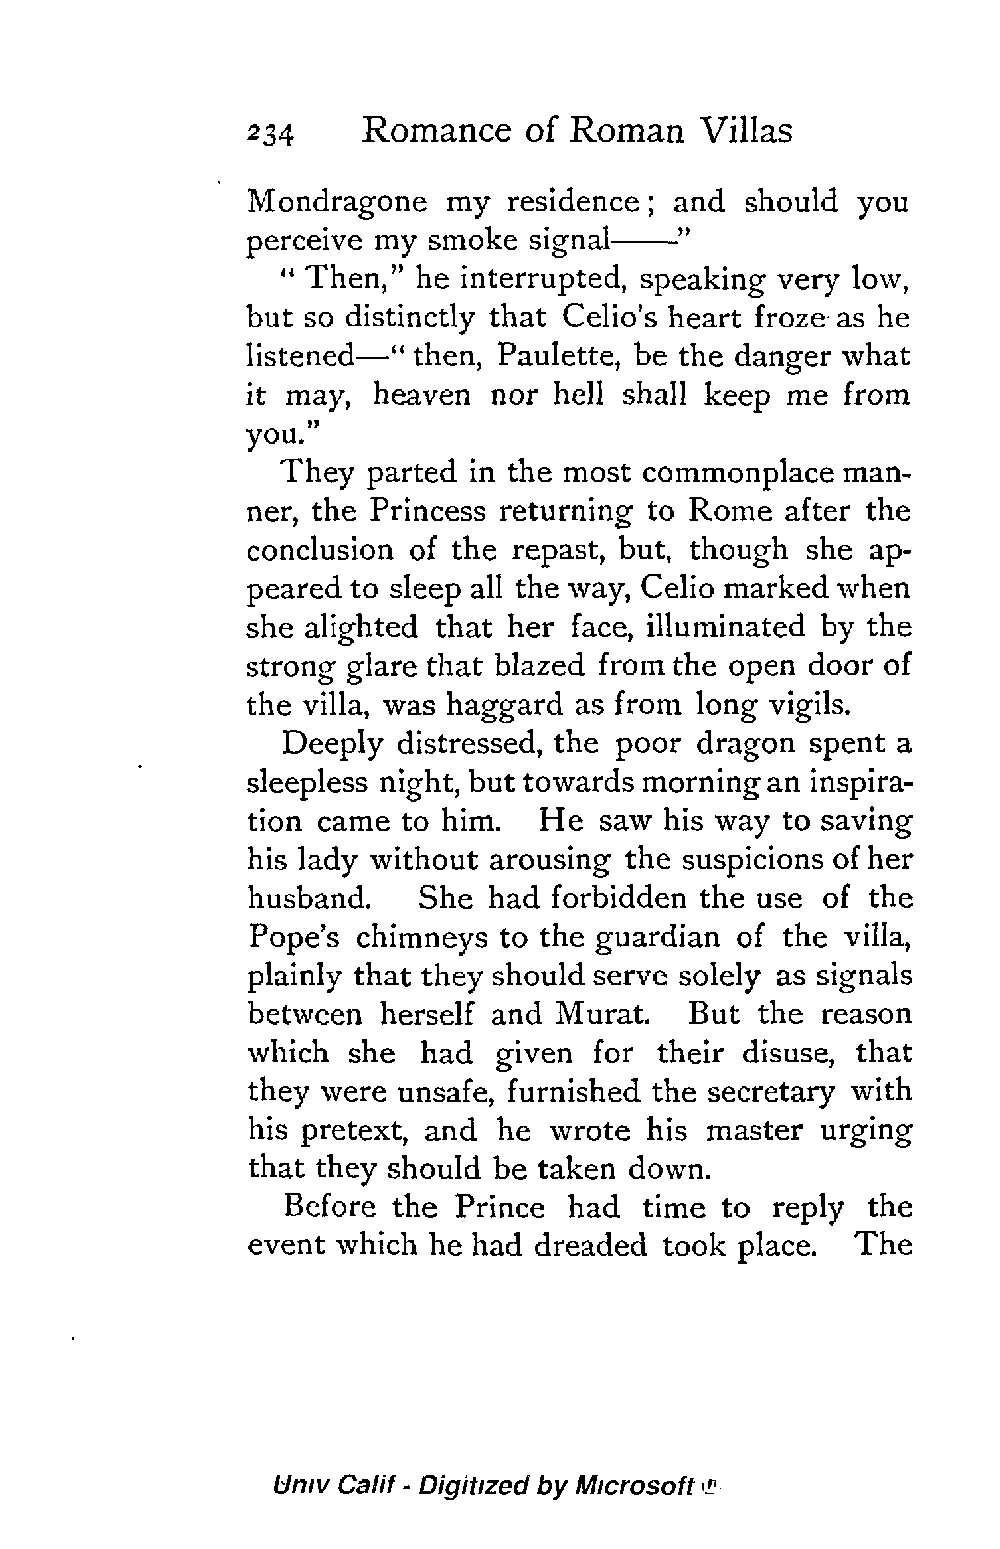 234 Romance of Roman Villas
Mondragone my residence; and should you
perceive my smoke signal——"
"Then," he interrupted, speaking very low,
but so distinctly that Celio's heart froze as he
listened—"then, Paulette, be the danger what
it may, heaven nor hell shall keep me from
you."
They parted in the most commonplace man-
ner, the Princess returning to Rome after the
conclusion of the repast, but, though she ap-
peared to sleep all the way, Celio marked when
she alighted that her face, illuminated by the
strong glare that blazed from the open door of
the villa, was haggard as from long vigils.
Deeply distressed, the poor dragon spent a
sleepless night, but towards morning an inspira-
tion came to him. He saw his way to saving
his lady without arousing the suspicions of her
husband. She had forbidden the use of the
Pope's chimneys to the guardian of the villa,
plainly that they should serve solely as signals
between herself and Murat. But the reason
which she had given for their disuse, that
they were unsafe, furnished the secretary with
his pretext, and he wrote his master urging
that they should be taken down.
Before the Prince had time to reply the
event which he had dreaded took place. The
Univ Calif - Digitized by Microsoft